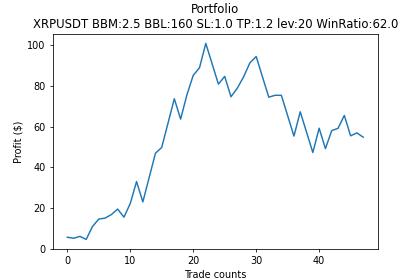 Portfolio
XRPUSDT BBM:2.5 BBL:160 SL:1.0 TP:1.2 lev:20 WinRatio:62.0
100
80
60
40
20
0
Profit ($)
0 10 20 30 40
Trade counts